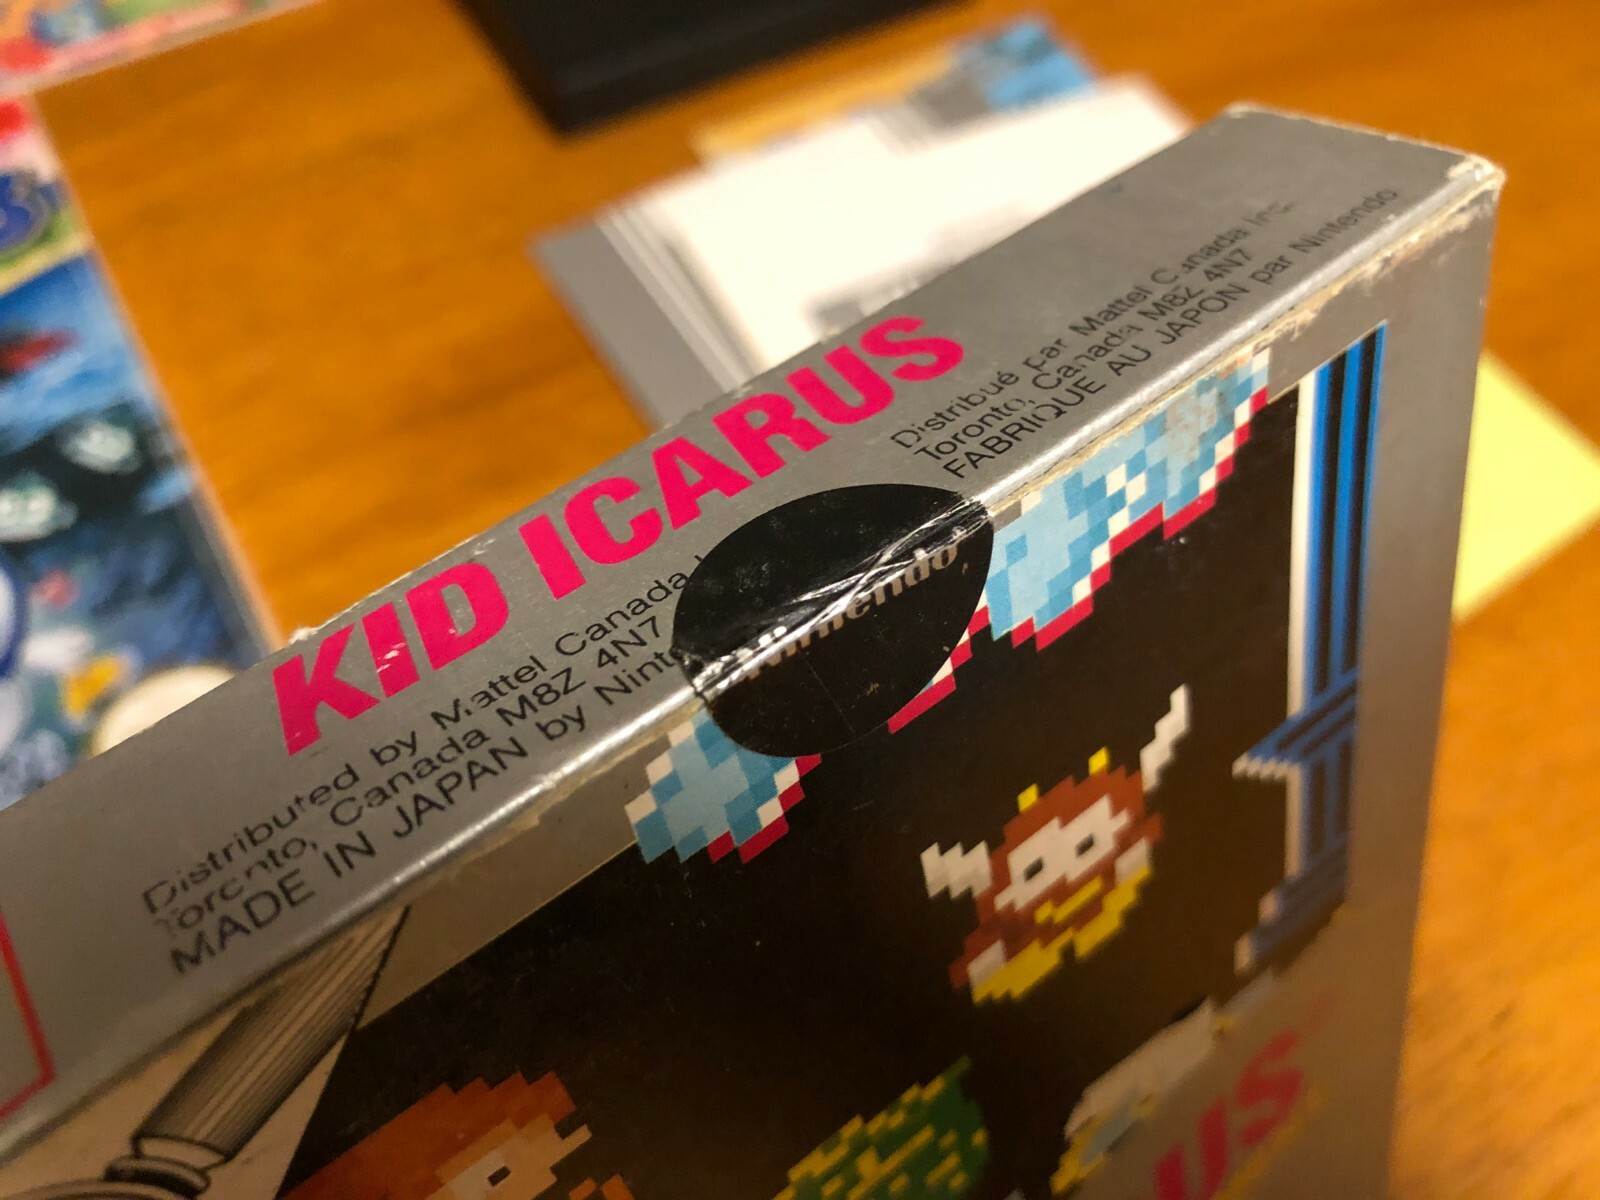 KID ICARUS
Distributed by Mattel Canada
Toronto, Canada M8Z 4N7
MADE IN JAPAN by
Nintendo
Distribué par Mattel Canada Inc.
Toronto, Canada M8Z 4N7
FABRIQUE AU JAPON par Nintendo
US